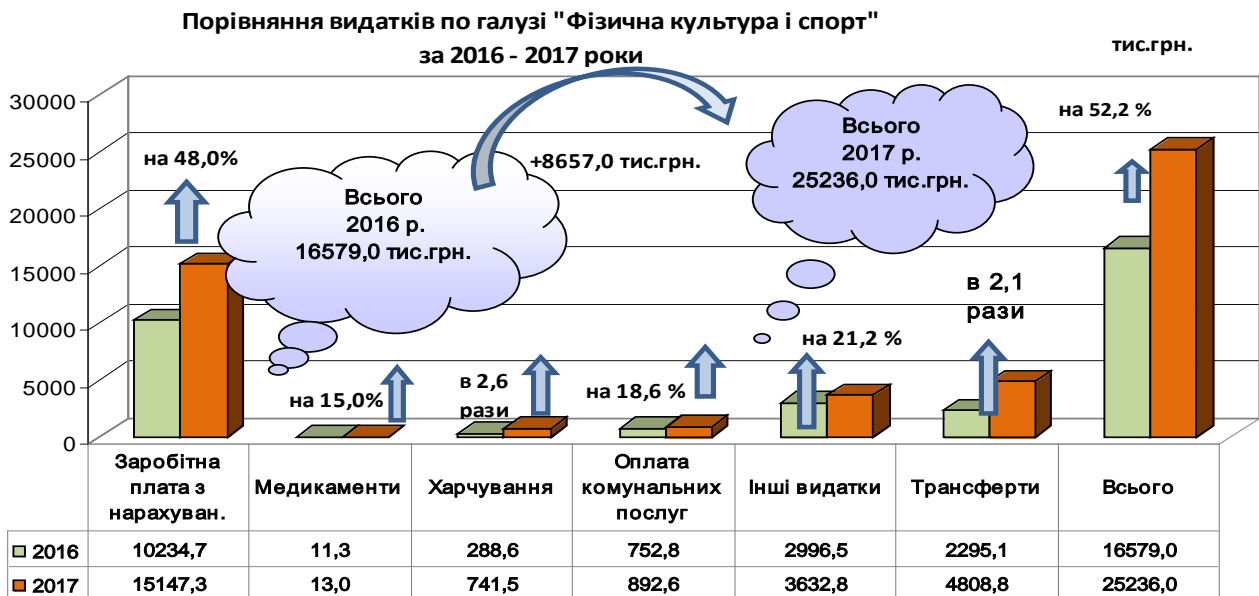 Порівняння видатків по галузі "Фізична культура і спорт"
за 2016 - 2017 роки
тис.грн.
30000
25000
20000
15000
10000
5000
0
на 48,0%
Всього
2016 р.
16579,0 тис.грн.
+8657,0 тис.грн.
Всього
2017 р.
25236,0 тис.грн.
на 52,2 %
на 15,0%
в 2,6
рази
на 18,6 %
на 21,2 %
в 2,1
рази
Заробітна
плата з
нарахуван.
Медикаменти
Харчування
Оплата
комунальних
послуг
Інші видатки
Трансферти
Всього
2016 10234,7 11,3 288,6 752,8 2996,5 2295,1 16579,0
2017 15147,3 13,0 741,5 892,6 3632,8 4808,8 25236,0